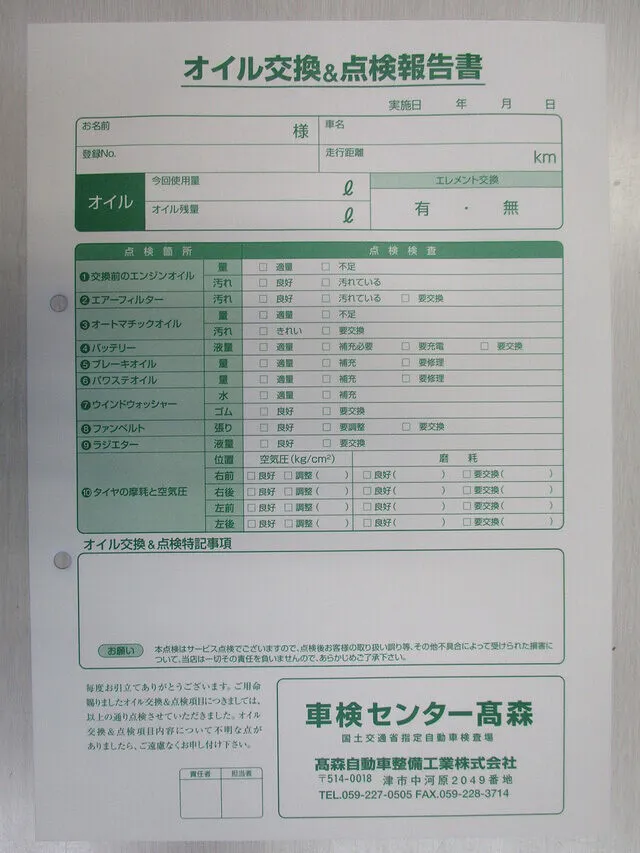 オイル交換&点検報告書
実施日 年 月 日
お名前 様 車名
登録No. 走行距離 km
オイル 今回使用量 ℓ エレメント交換
オイル残量 ℓ 有 ・ 無
点検箇所 点検検査
①交換前のエンジンオイル 量 □ 適量 □ 不足
汚れ □ 良好 □ 汚れている
②エアーフィルター 汚れ □ 良好 □ 汚れている □ 要交換
③オートマチックオイル 量 □ 適量 □ 不足
汚れ □ きれい □ 要交換
④バッテリー 液量 □ 適量 □ 補充必要 □ 要充電 □ 要交換
⑤ブレーキオイル 量 □ 適量 □ 補充 □ 要修理
⑥パワステオイル 量 □ 適量 □ 補充 □ 要修理
⑦ウインドウォッシャー 水 □ 適量 □ 補充
ゴム □ 良好 □ 要交換
⑧ファンベルト 張り □ 良好 □ 要調整 □ 要交換
⑨ラジエター 液量 □ 良好 □ 要交換
⑩タイヤの摩耗と空気圧 位置 空気圧(kg/cm²) 磨耗
右前 □良好 □調整( ) □良好( ) □要交換( )
右後 □良好 □調整( ) □良好( ) □要交換( )
左前 □良好 □調整( ) □良好( ) □要交換( )
左後 □良好 □調整( ) □良好( ) □要交換( )
オイル交換&点検特記事項
お願い 本点検はサービス点検でございますので、点検後お客様の取り扱い誤り等、その他不具合によって受けられた損害に
ついて、当店は一切その責任を負いませんので、あらかじめご了承下さい。
毎度お引立てありがとうございます。ご用命
賜りましたオイル交換&点検項目につきましては、
以上の通り点検させていただきました。オイル
交換&点検項目内容について不明な点が
ありましたら、ご遠慮なくお申し付け下さい。
責任者 担当者
車検センター髙森
国土交通省指定自動車検査場
髙森自動車整備工業株式会社
〒514-0018 津市中河原2049番地
TEL.059-227-0505 FAX.059-228-3714